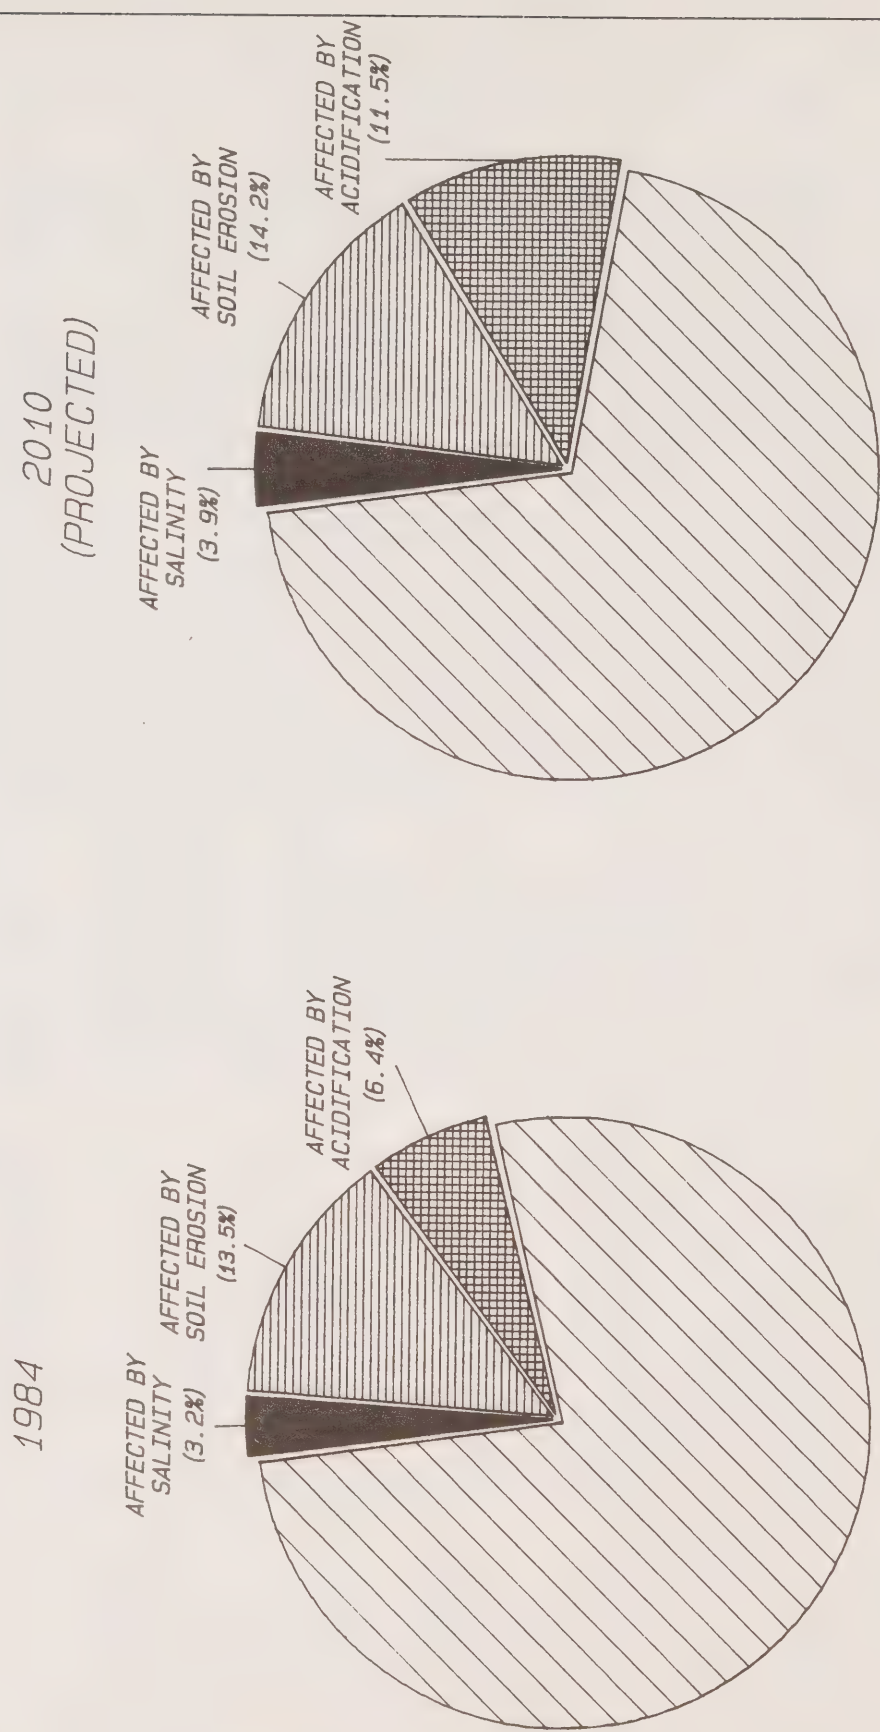 1984
AFFECTED BY
SALINITY
(3.2%)
AFFECTED BY
SOIL EROSION
(13.5%)
AFFECTED BY
ACIDIFICATION
(6.4%)
2010
(PROJECTED)
AFFECTED BY
SALINITY
(3.9%)
AFFECTED BY
SOIL EROSION
(14.2%)
AFFECTED BY
ACIDIFICATION
(11.5%)